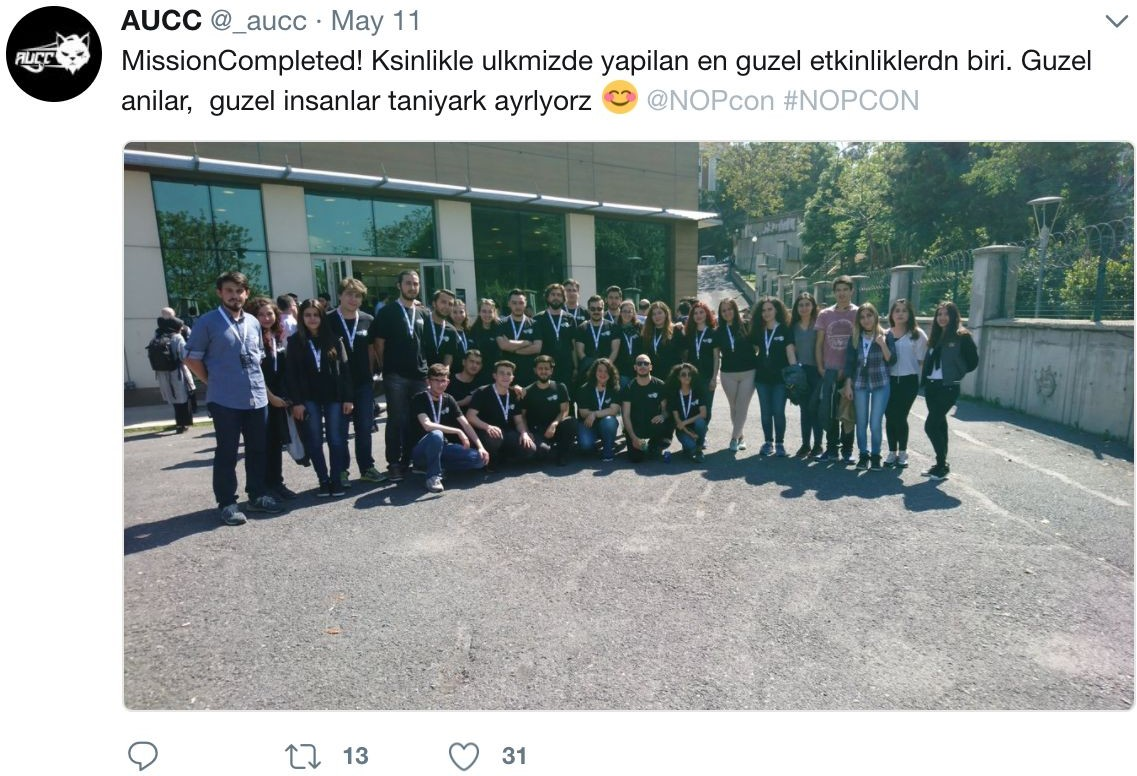 AUCC @_aucc · May 11
MissionCompleted! Ksinlikle ulkmizde yapilan en guzel etkinliklerdn biri. Guzel
anilar,  guzel insanlar taniyark ayrlyorz 😊 @NOPcon #NOPCON
AUCC
13 31